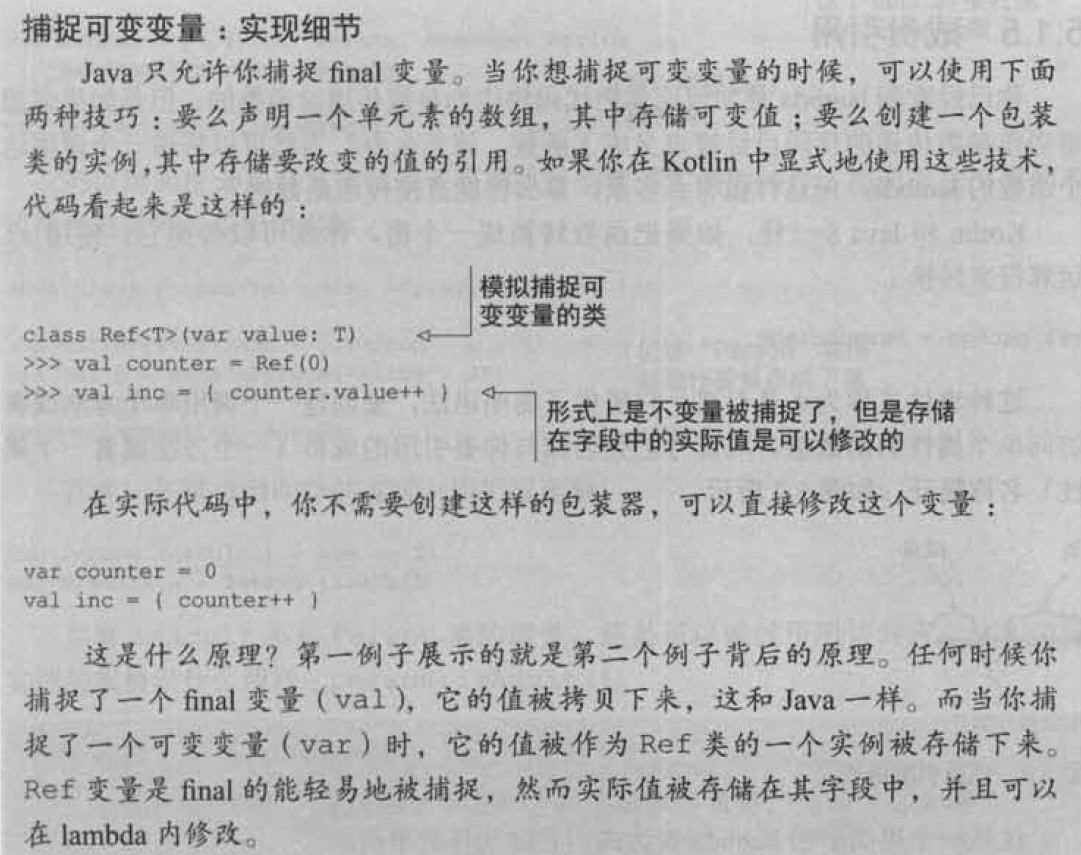 捕捉可变变量：实现细节
Java 只允许你捕捉 final 变量。当你想捕捉可变变量的时候，可以使用下面
两种技巧：要么声明一个单元素的数组，其中存储可变值；要么创建一个包装
类的实例，其中存储要改变的值的引用。如果你在 Kotlin 中显式地使用这些技术，
代码看起来是这样的：
模拟捕捉可
变变量的类
class Ref<T>(var value: T)
>>> val counter = Ref(0)
>>> val inc = { counter.value++ }
形式上是不变量被捕捉了，但是存储
在字段中的实际值是可以修改的
在实际代码中，你不需要创建这样的包装器，可以直接修改这个变量：
var counter = 0
val inc = { counter++ }
这是什么原理？第一例子展示的就是第二个例子背后的原理。任何时候你
捕捉了一个 final 变量（val），它的值被拷贝下来，这和 Java 一样。而当你捕
捉了一个可变变量（var）时，它的值被作为 Ref 类的一个实例被存储下来。
Ref 变量是 final 的能轻易地被捕捉，然而实际值被存储在其字段中，并且可以
在 lambda 内修改。